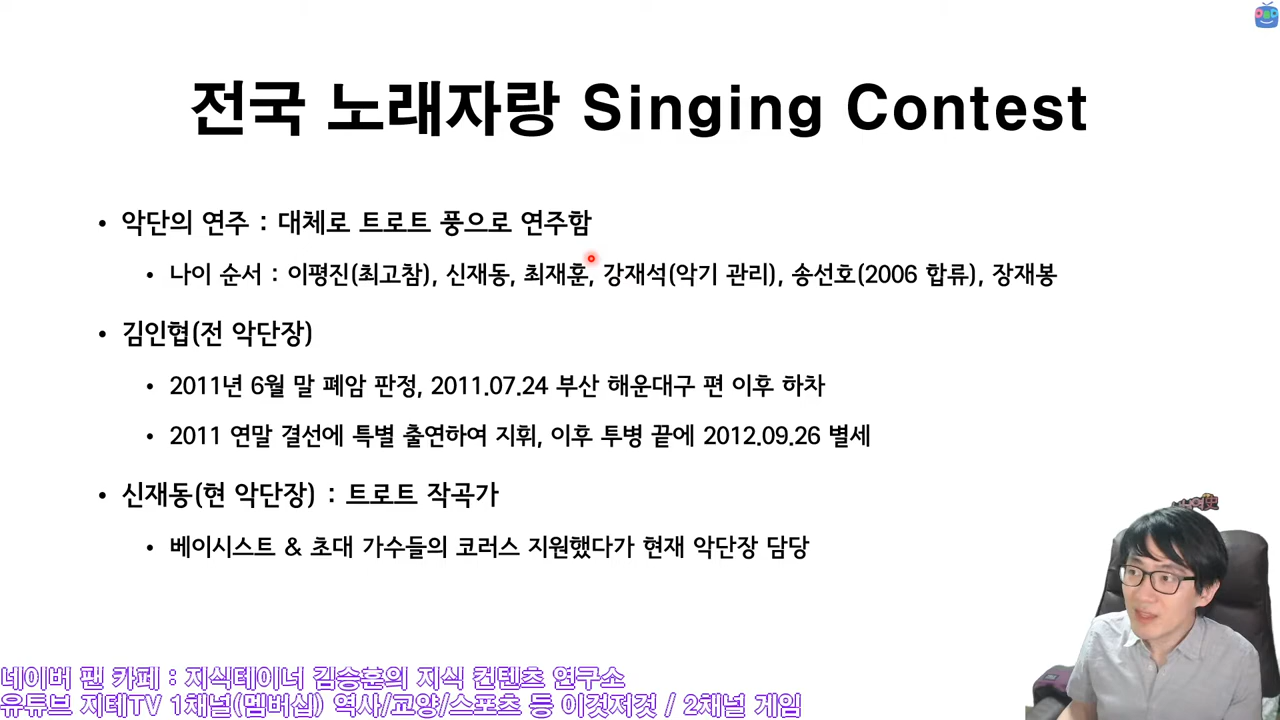 전국 노래자랑 Singing Contest
• 악단의 연주 : 대체로 트로트 풍으로 연주함
• 나이 순서 : 이평진(최고참), 신재동, 최재훈, 강재석(악기 관리), 송선호(2006 합류), 장재봉
• 김인협(전 악단장)
• 2011년 6월 말 폐암 판정, 2011.07.24 부산 해운대구 편 이후 하차
• 2011 연말 결선에 특별 출연하여 지휘, 이후 투병 끝에 2012.09.26 별세
• 신재동(현 악단장) : 트로트 작곡가
• 베이시스트 & 초대 가수들의 코러스 지원했다가 현재 악단장 담당
네이버 팬 카페 : 지식테이너 김승훈의 지식 컨텐츠 연구소
유튜브 지테TV 1채널(멤버십) 역사/교양/스포츠 등 이것저것 / 2채널 게임